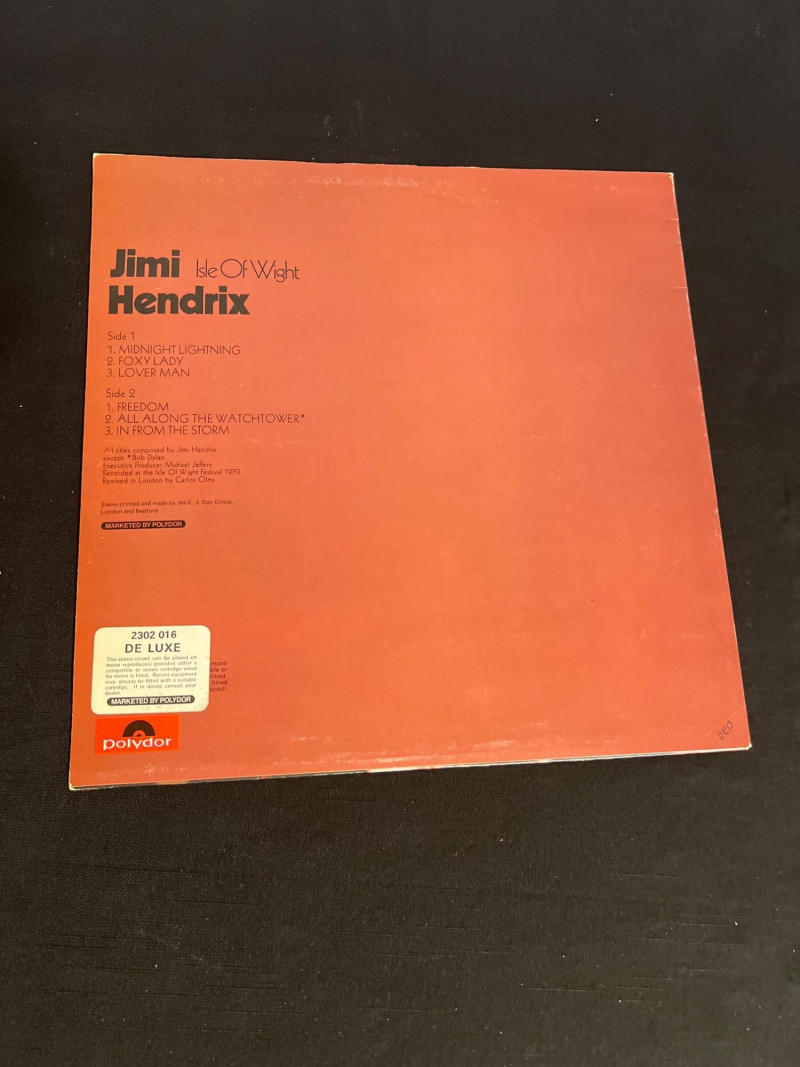 Jimi Isle Of Wight
Hendrix
Side 1
1. MIDNIGHT LIGHTNING
2. FOXY LADY
3. LOVER MAN
Side 2
1. FREEDOM
2. ALL ALONG THE WATCHTOWER*
3. IN FROM THE STORM
All titles composed by Jimi Hendrix
except *Bob Dylan
Executive Producer Michael Jeffery
Recorded at the Isle Of Wight Festival 1970
Remixed in London by Carlos Olms
Sleeve printed and made by the E. J. Day Group,
London and Bedford
MARKETED BY POLYDOR
2302 016
DE LUXE
This stereo record can be played on
mono reproducers provided either a
compatible or stereo cartridge wired
for mono is fitted. Recent equipment
may already be fitted with a suitable
cartridge. If in doubt consult your
dealer.
MARKETED BY POLYDOR
mono
ble or
fitted
fitted
onsult
polydor